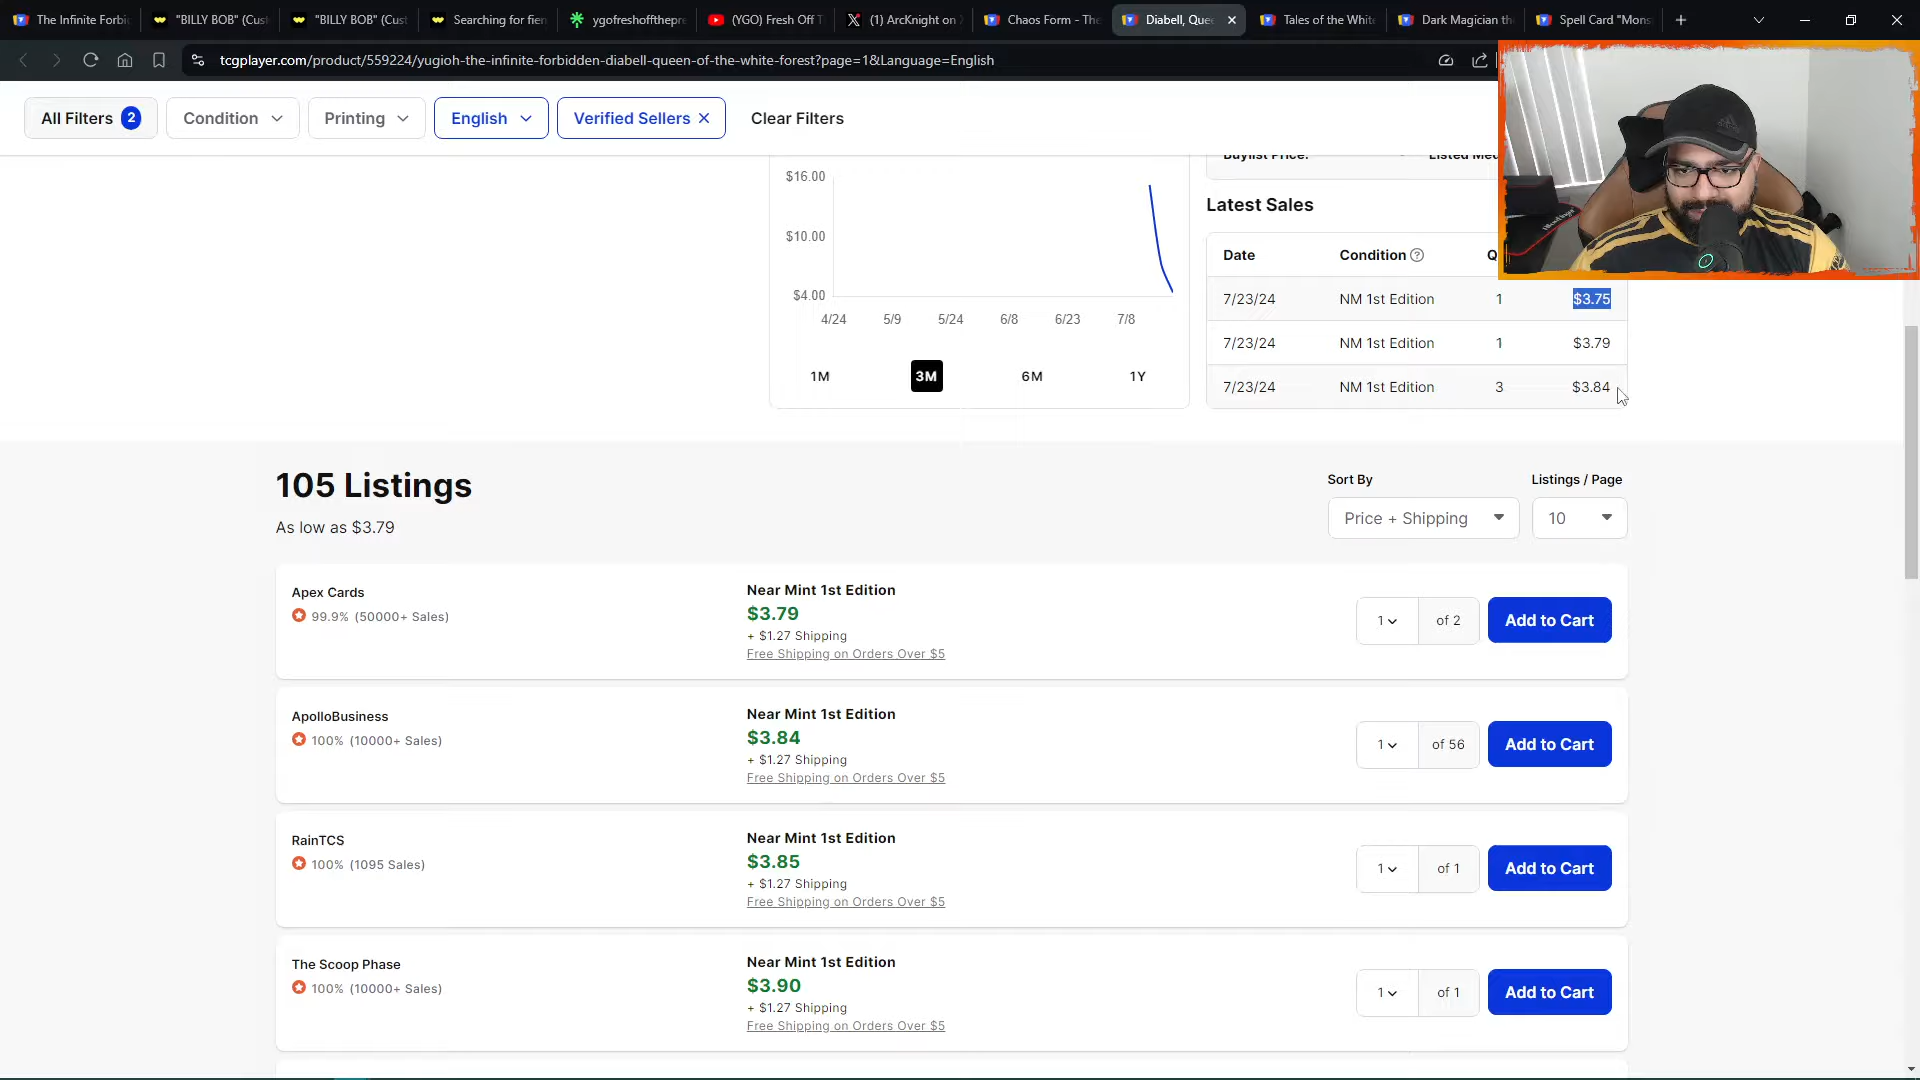 The Infinite Forbi
"BILLY BOB" (Cust
"BILLY BOB" (Cust
Searching for fien
ygofreshoffthepre
(YGO) Fresh Off T
(1) ArcKnight on
Chaos Form - The
Diabell, Quee
Tales of the White
Dark Magician th
Spell Card "Mons
tcgplayer.com/product/559224/yugioh-the-infinite-forbidden-diabell-queen-of-the-white-forest?page=1&Language=English
All Filters 2
Condition
Printing
English
Verified Sellers ×
Clear Filters
Buylist Price:
Listed Med
$16.00
$10.00
$4.00
4/24 5/9 5/24 6/8 6/23 7/8
1M 3M 6M 1Y
Latest Sales
Date Condition Q
7/23/24 NM 1st Edition 1 $3.75
7/23/24 NM 1st Edition 1 $3.79
7/23/24 NM 1st Edition 3 $3.84
105 Listings
As low as $3.79
Sort By
Price + Shipping
Listings / Page
10
Apex Cards
99.9% (50000+ Sales)
Near Mint 1st Edition
$3.79
+ $1.27 Shipping
Free Shipping on Orders Over $5
1 of 2
Add to Cart
ApolloBusiness
100% (10000+ Sales)
Near Mint 1st Edition
$3.84
+ $1.27 Shipping
Free Shipping on Orders Over $5
1 of 56
Add to Cart
RainTCS
100% (1095 Sales)
Near Mint 1st Edition
$3.85
+ $1.27 Shipping
Free Shipping on Orders Over $5
1 of 1
Add to Cart
The Scoop Phase
100% (10000+ Sales)
Near Mint 1st Edition
$3.90
+ $1.27 Shipping
Free Shipping on Orders Over $5
1 of 1
Add to Cart